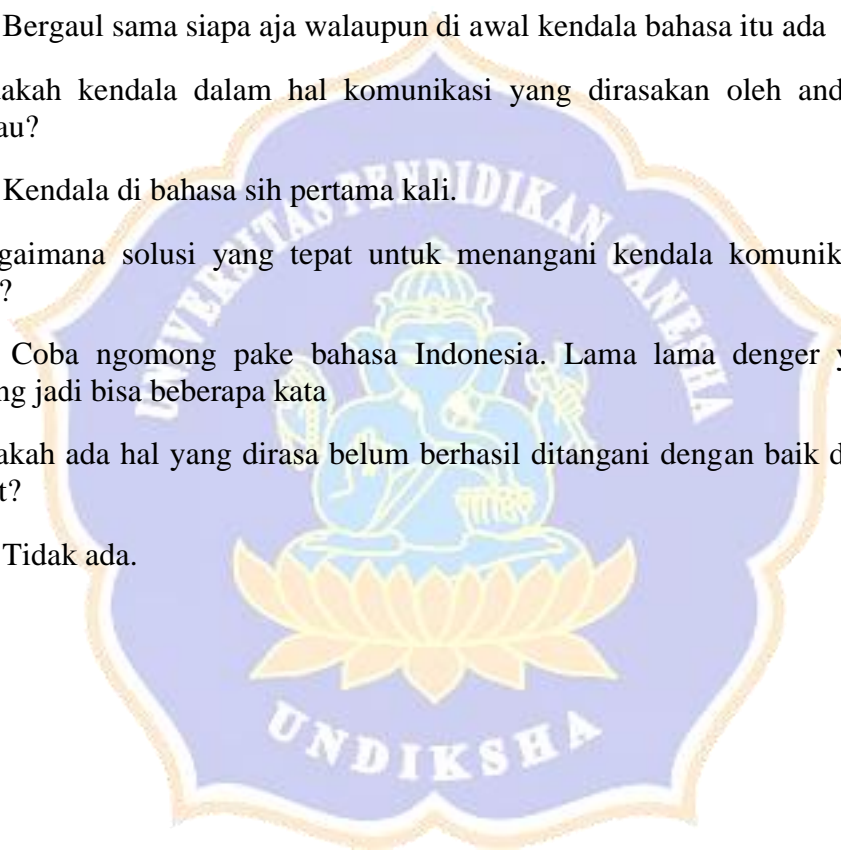 Bergaul sama siapa aja walaupun di awal kendala bahasa itu ada
akah kendala dalam hal komunikasi yang dirasakan oleh and
au?
Kendala di bahasa sih pertama kali.
gaimana solusi yang tepat untuk menangani kendala komunik
?
Coba ngomong pake bahasa Indonesia. Lama lama denger y
ng jadi bisa beberapa kata
akah ada hal yang dirasa belum berhasil ditangani dengan baik d
t?
Tidak ada.
UNIVERSITAS PENDIDIKAN GANESHA
UNDIKSHA